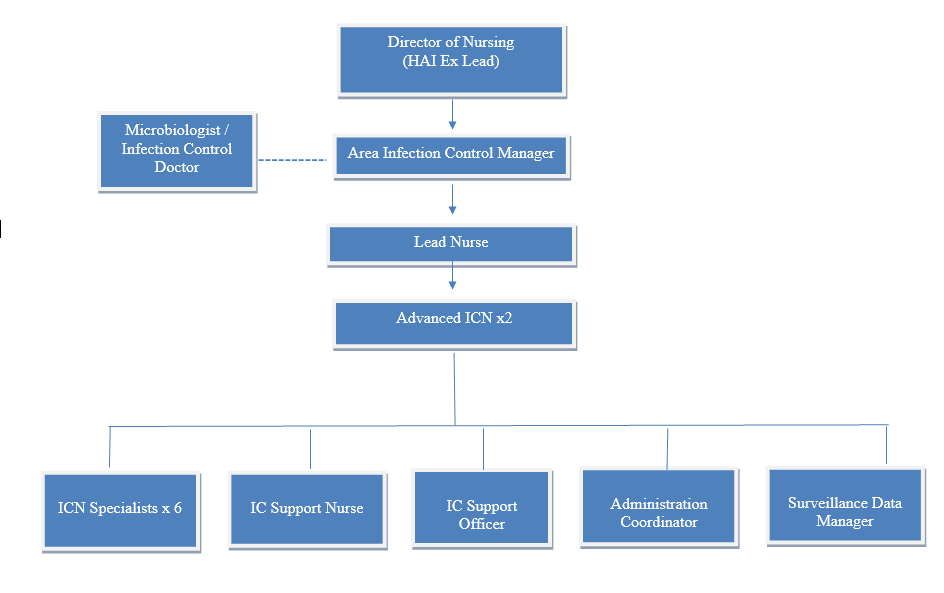 Director of Nursing
(HAI Ex Lead)
Microbiologist /
Infection Control
Doctor
Area Infection Control Manager
Lead Nurse
Advanced ICN x2
ICN Specialists x 6
IC Support Nurse
IC Support
Officer
Administration
Coordinator
Surveillance Data
Manager